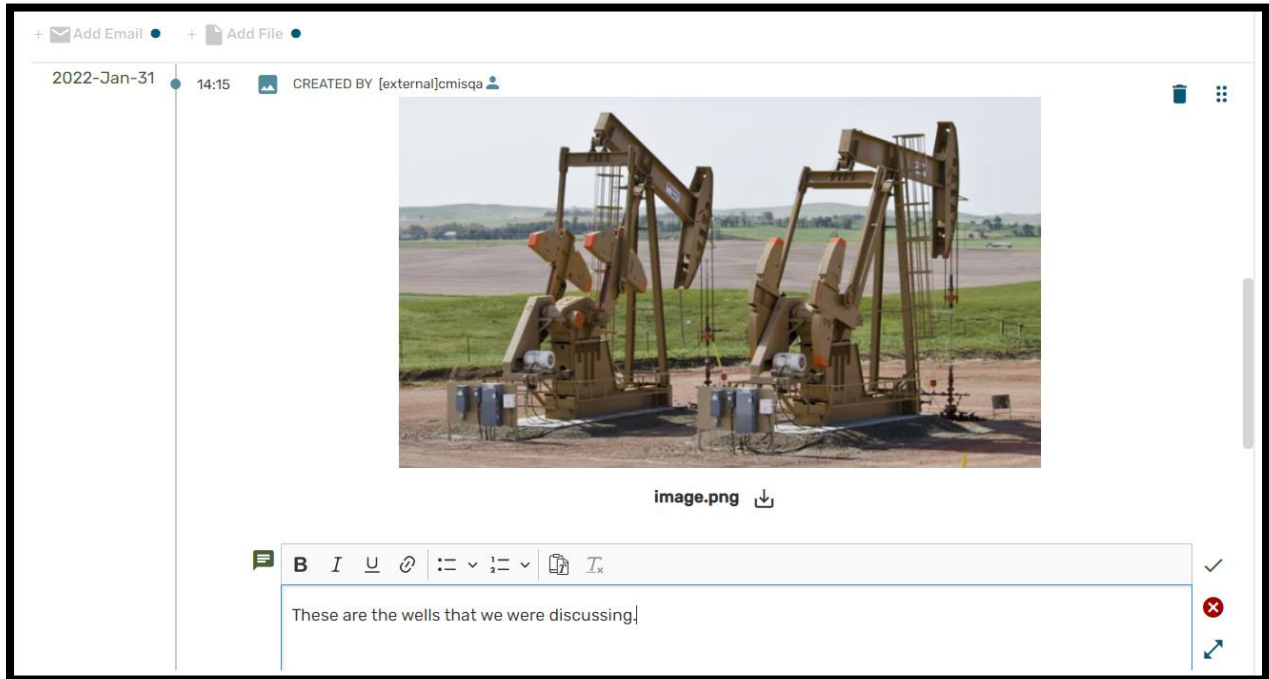 + Add Email + Add File
2022-Jan-31 14:15 CREATED BY [external]cmisqa
image.png
B I U T Tx
These are the wells that we were discussing.